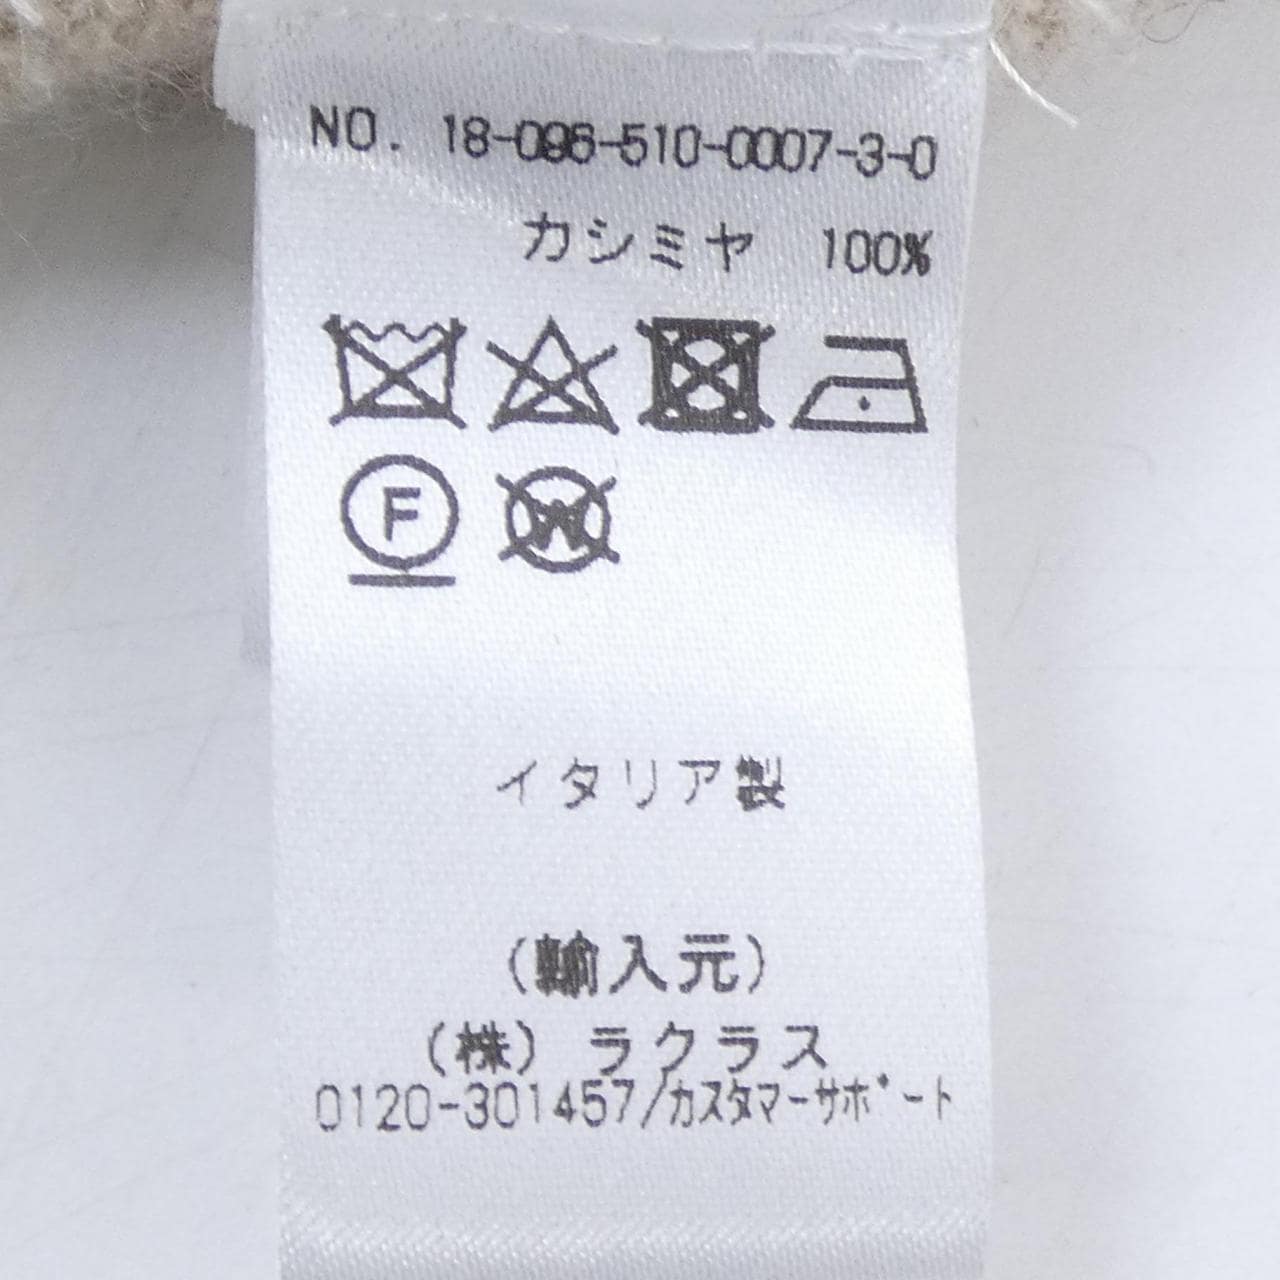 NO. 18-096-510-0007-3-0
カシミヤ 100%
F
W
イタリア製
(輸入元)
(株) ラクラス
0120-301457/カスタマーサポート